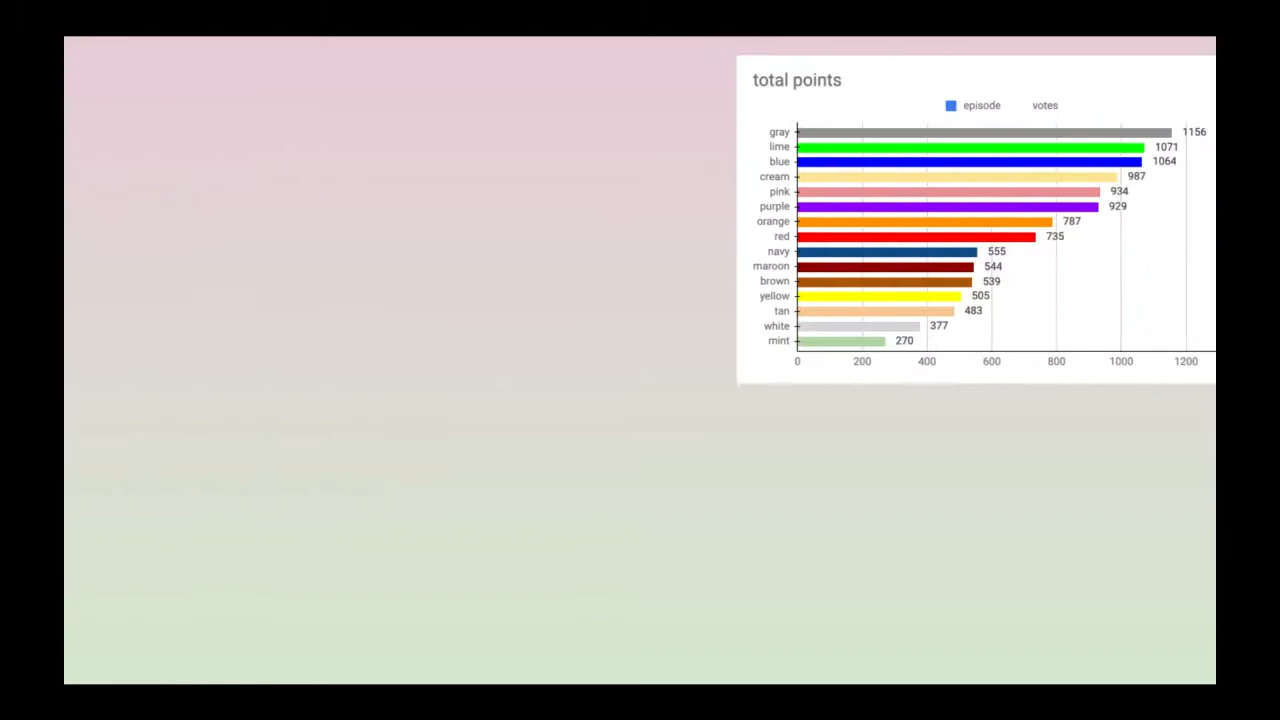 total points
episode votes
gray 1156
lime 1071
blue 1064
cream 987
pink 934
purple 929
orange 787
red 735
navy 555
maroon 544
brown 539
yellow 505
tan 483
white 377
mint 270
0 200 400 600 800 1000 1200